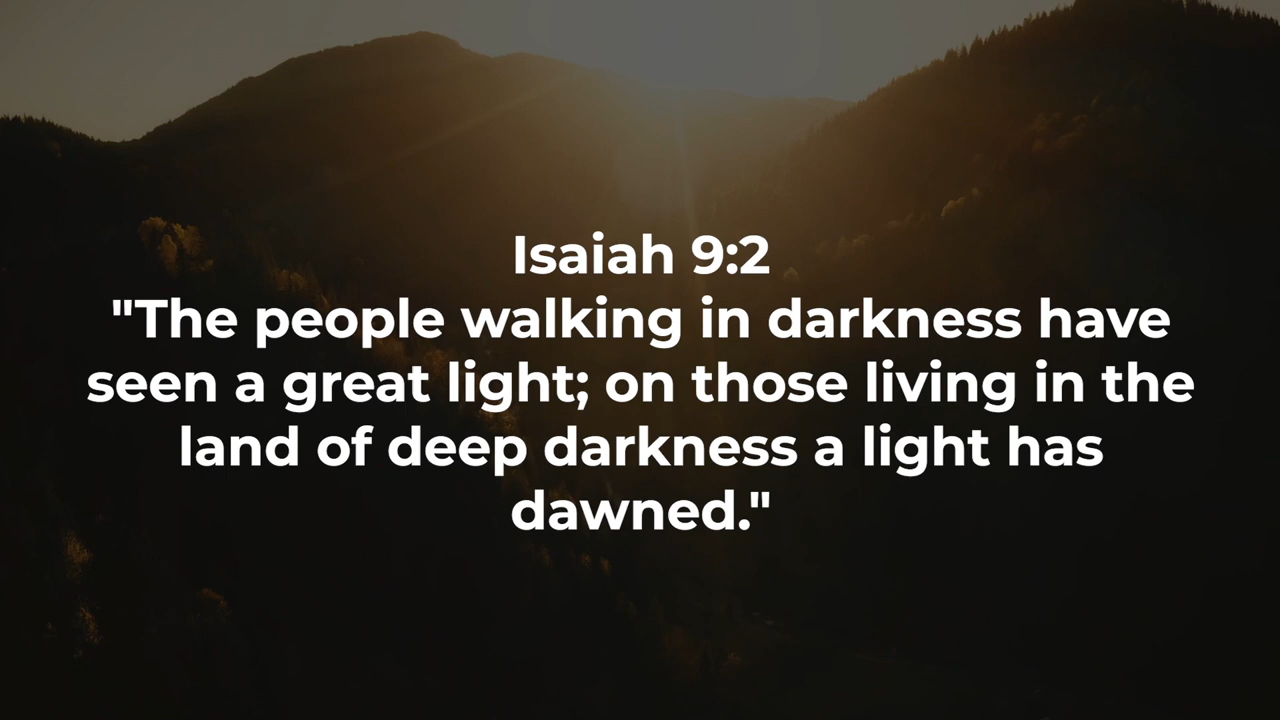 Isaiah 9:2
"The people walking in darkness have
seen a great light; on those living in the
land of deep darkness a light has
dawned."